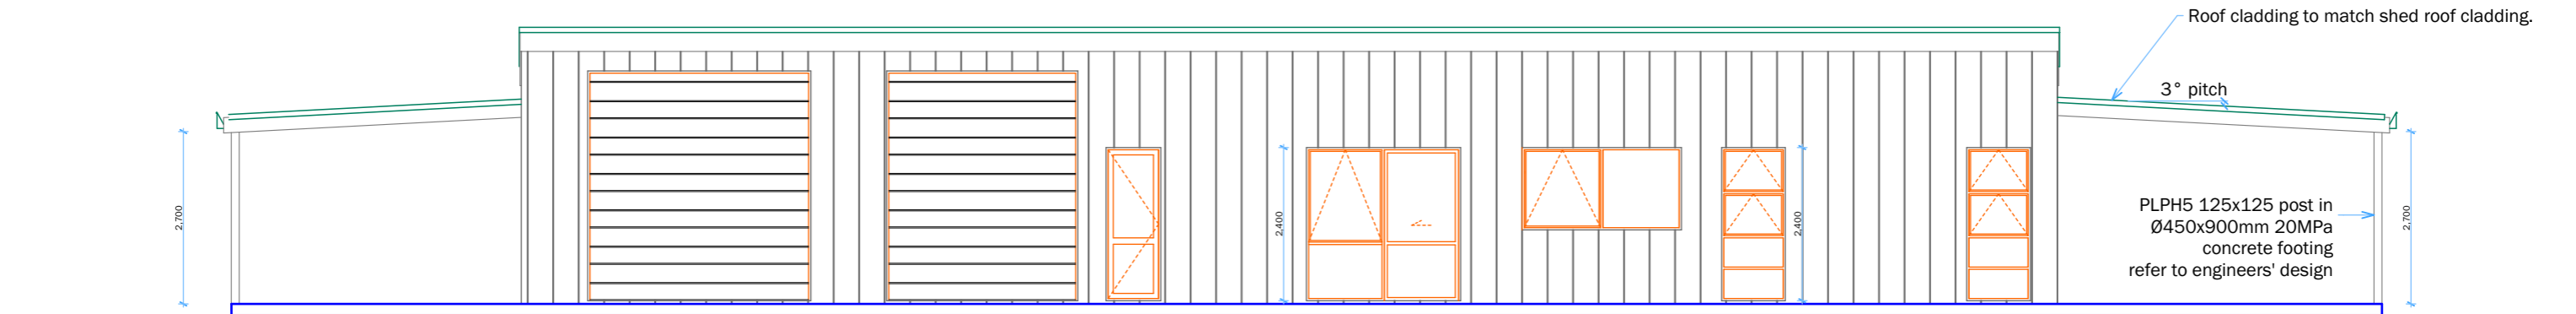 Roof cladding to match shed roof cladding.
3° pitch
2,700
2,400
2,400
PLPH5 125x125 post in
Ø450x900mm 20MPa
concrete footing
refer to engineers' design
2,700